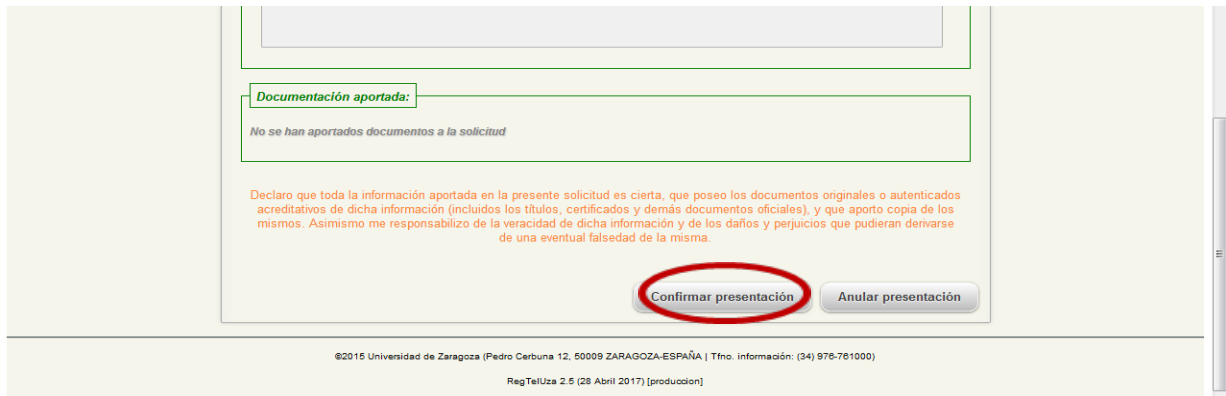 Documentación aportada:
No se han aportados documentos a la solicitud
Declaro que toda la información aportada en la presente solicitud es cierta, que poseo los documentos originales o autenticados
acreditativos de dicha información (incluidos los títulos, certificados y demás documentos oficiales), y que aporto copia de los
mismos. Asimismo me responsabilizo de la veracidad de dicha información y de los daños y perjuicios que pudieran derivarse
de una eventual falsedad de la misma.
Confirmar presentación Anular presentación
©2015 Universidad de Zaragoza (Pedro Cerbuna 12, 50009 ZARAGOZA-ESPAÑA | Tfno. información: (34) 976-761000)
RegTelUza 2.5 (28 Abril 2017) [produccion]